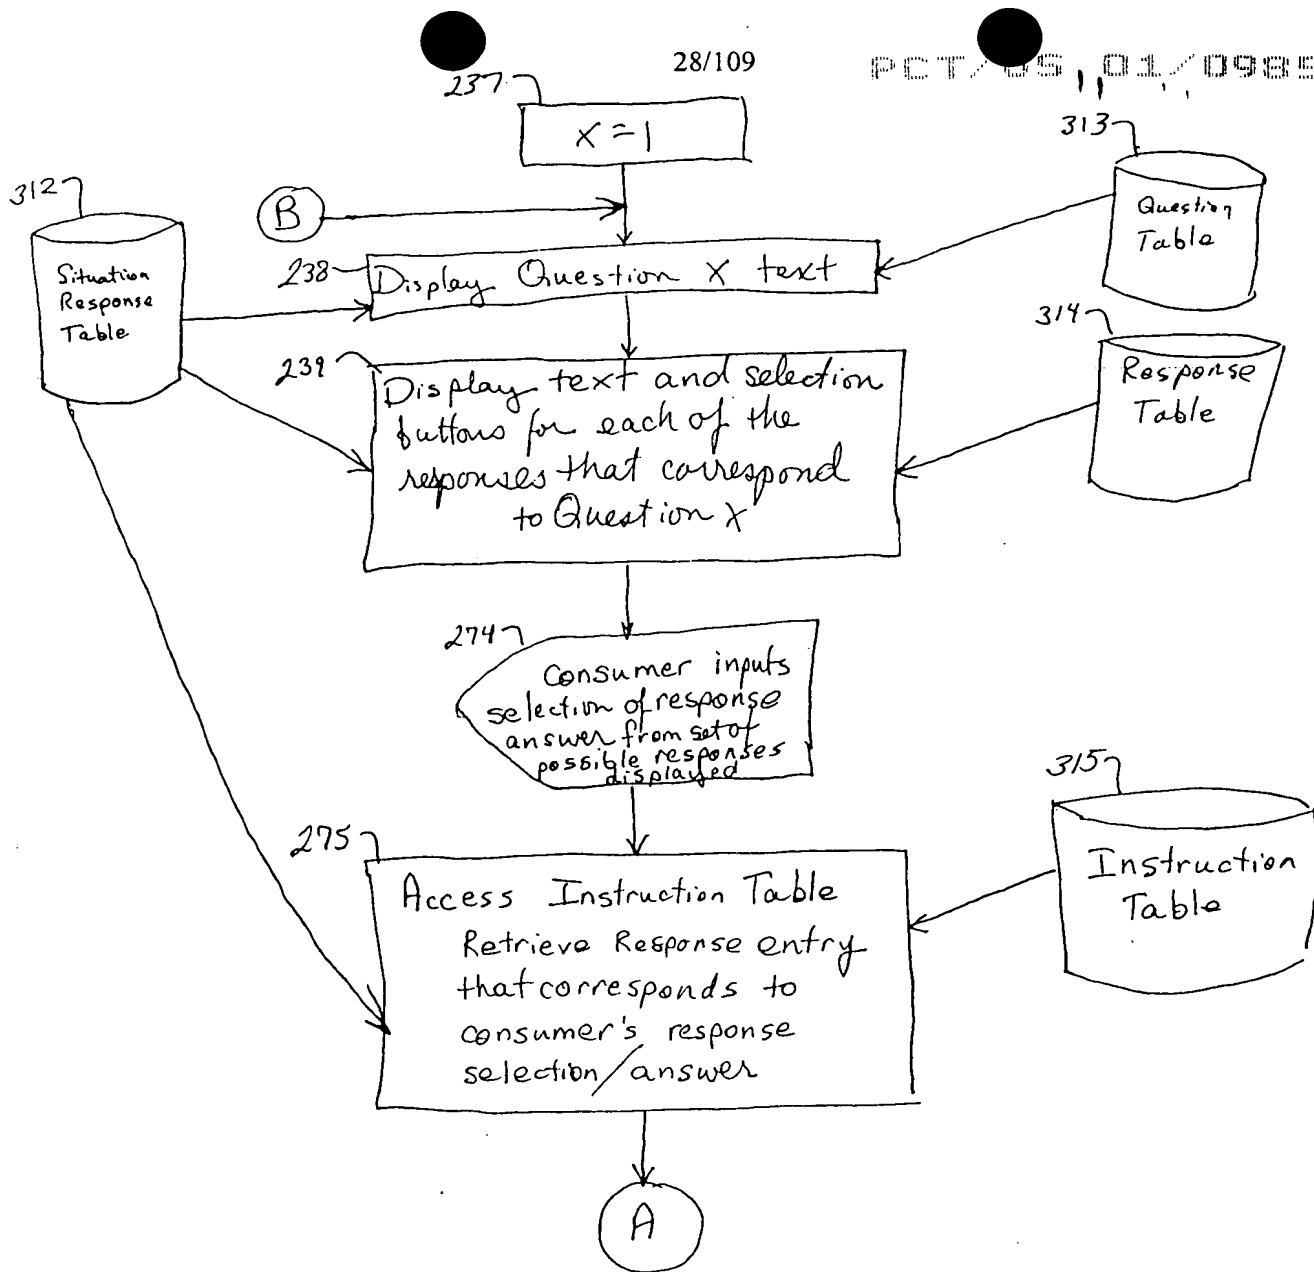 28/109
PCT/US 01/0985
237
X = 1
313
312
B
Question
Table
238
Display Question X text
Situation
Response
Table
314
239
Display text and selection
buttons for each of the
responses that correspond
to Question X
Response
Table
274
Consumer inputs
selection of response
answer from set of
possible responses
displayed
315
275
Access Instruction Table
Retrieve Response entry
that corresponds to
consumer's response
selection/answer
Instruction
Table
A